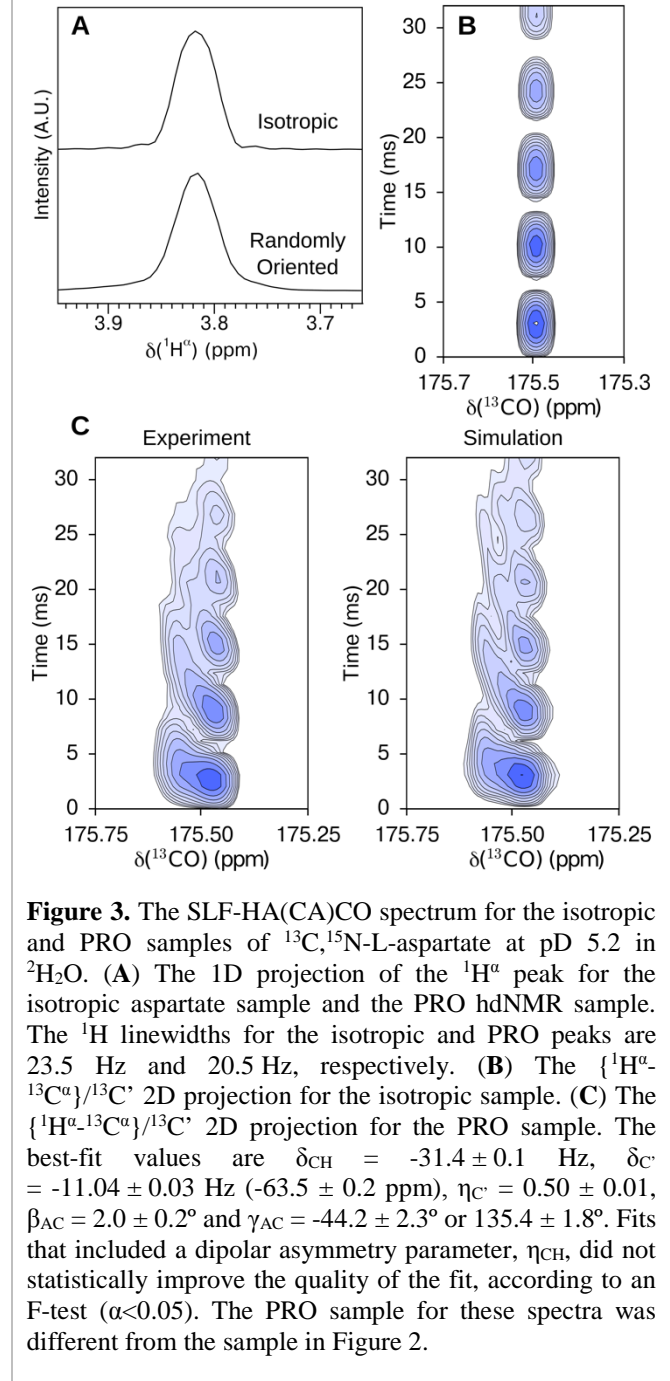 A
Intensity (A.U.)
Isotropic
Randomly
Oriented
3.9 3.8 3.7
δ(¹Hᵅ) (ppm)
B
Time (ms)
30
25
20
15
10
5
0
175.7 175.5 175.3
δ(¹³CO) (ppm)
C
Experiment
Time (ms)
30
25
20
15
10
5
0
175.75 175.50 175.25
δ(¹³CO) (ppm)
Simulation
Time (ms)
30
25
20
15
10
5
0
175.75 175.50 175.25
δ(¹³CO) (ppm)
Figure 3. The SLF-HA(CA)CO spectrum for the isotropic
and PRO samples of ¹³C,¹⁵N-L-aspartate at pD 5.2 in
²H₂O. (A) The 1D projection of the ¹Hᵅ peak for the
isotropic aspartate sample and the PRO hdNMR sample.
The ¹H linewidths for the isotropic and PRO peaks are
23.5 Hz and 20.5 Hz, respectively. (B) The {¹Hᵅ-
¹³Cᵅ}/¹³C’ 2D projection for the isotropic sample. (C) The
{¹Hᵅ-¹³Cᵅ}/¹³C’ 2D projection for the PRO sample. The
best-fit values are δCH = -31.4 ± 0.1 Hz, δC’
= -11.04 ± 0.03 Hz (-63.5 ± 0.2 ppm), ηC’ = 0.50 ± 0.01,
βAC = 2.0 ± 0.2º and γAC = -44.2 ± 2.3º or 135.4 ± 1.8º. Fits
that included a dipolar asymmetry parameter, ηCH, did not
statistically improve the quality of the fit, according to an
F-test (α<0.05). The PRO sample for these spectra was
different from the sample in Figure 2.